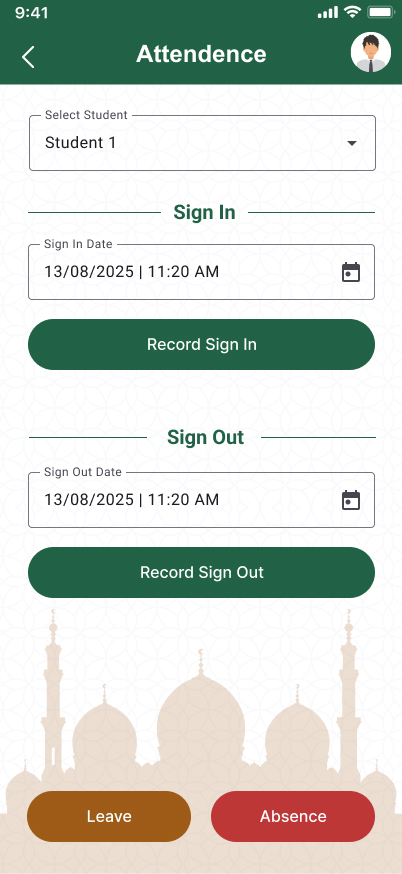 9:41
Attendence
Select Student
Student 1
Sign In
Sign In Date
13/08/2025 | 11:20 AM
Record Sign In
Sign Out
Sign Out Date
13/08/2025 | 11:20 AM
Record Sign Out
Leave
Absence